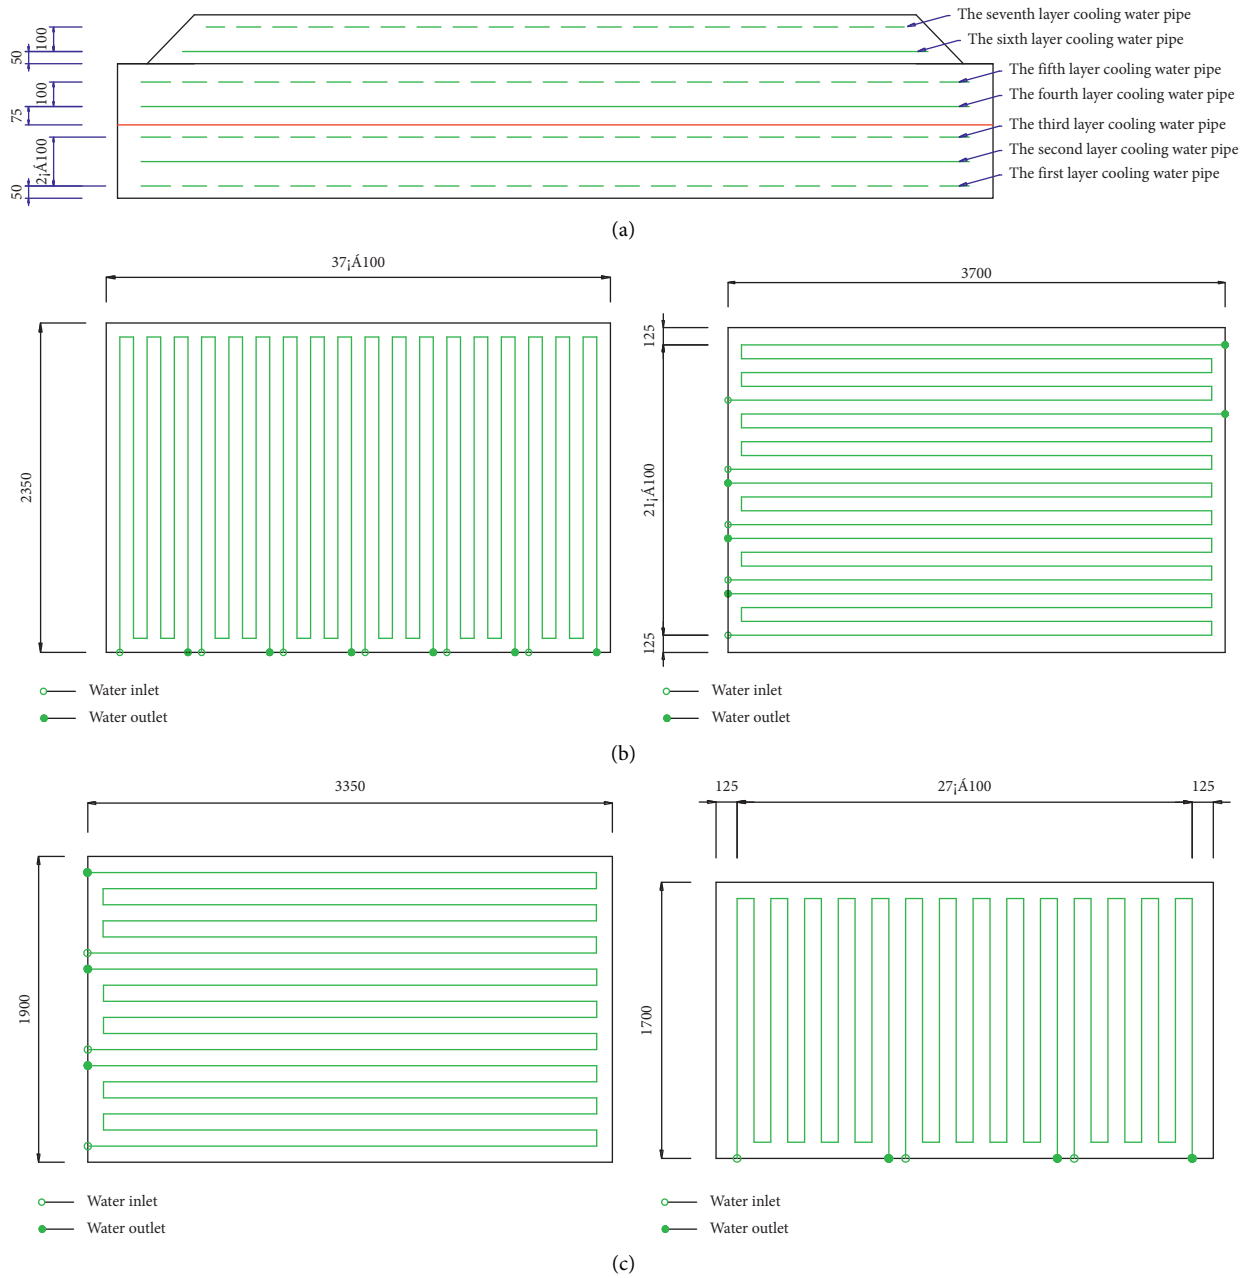 The seventh layer cooling water pipe
The sixth layer cooling water pipe
The fifth layer cooling water pipe
The fourth layer cooling water pipe
The third layer cooling water pipe
The second layer cooling water pipe
The first layer cooling water pipe
100
50
100
75
2¡Á100
50
(a)
37¡Á100
2350
Water inlet
Water outlet
3700
125
21¡Á100
125
Water inlet
Water outlet
(b)
3350
1900
Water inlet
Water outlet
125
27¡Á100
125
1700
Water inlet
Water outlet
(c)